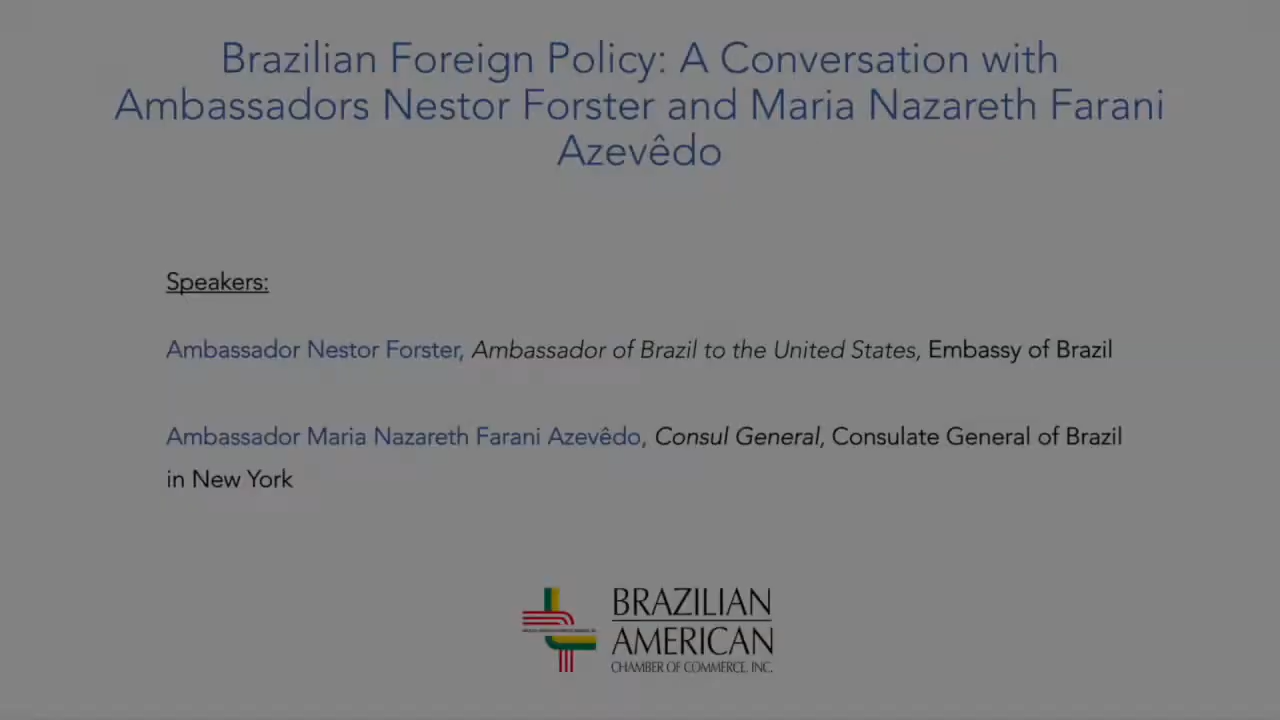 Brazilian Foreign Policy: A Conversation with
Ambassadors Nestor Forster and Maria Nazareth Farani
Azevêdo
Speakers:
Ambassador Nestor Forster, Ambassador of Brazil to the United States, Embassy of Brazil
Ambassador Maria Nazareth Farani Azevêdo, Consul General, Consulate General of Brazil
in New York
BRAZILIAN
AMERICAN
CHAMBER OF COMMERCE, INC.